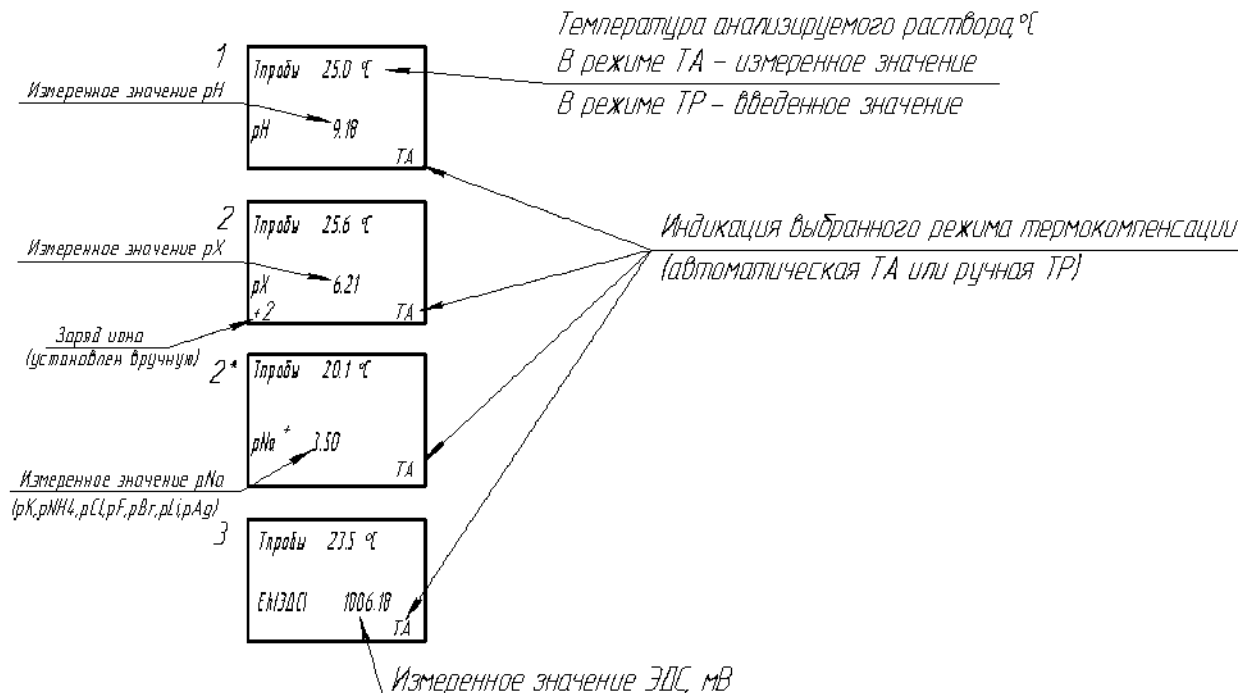 Температура анализируемого раствора, °С
В режиме ТА – измеренное значение
В режиме ТР – введенное значение
1
Тпробы 25.0 °С
Измеренное значение pH
pH 9.18
ТА
2
Тпробы 25.6 °С
Измеренное значение pX
pX 6.21
+2
ТА
Индикация выбранного режима термокомпенсации
(автоматическая ТА или ручная ТР)
Заряд иона
(установлен вручную)
2*
Тпробы 20.1 °С
pNa + 3.50
ТА
Измеренное значение pNa
(pK,pNH4,pCl,pF,pBr,pLi,pAg)
3
Тпробы 23.5 °С
Eh(ЭДС) 1006.18
ТА
Измеренное значение ЭДС, мВ